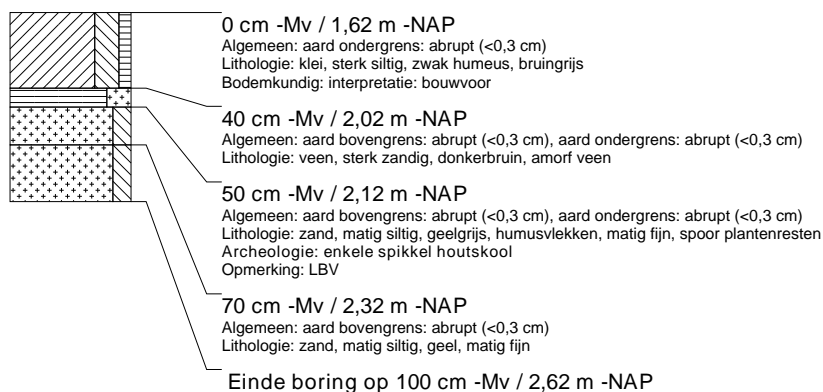 0 cm -Mv / 1,62 m -NAP
Algemeen: aard ondergrens: abrupt (<0,3 cm)
Lithologie: klei, sterk siltig, zwak humeus, bruingrijs
Bodemkundig: interpretatie: bouwvoor
40 cm -Mv / 2,02 m -NAP
Algemeen: aard bovengrens: abrupt (<0,3 cm), aard ondergrens: abrupt (<0,3 cm)
Lithologie: veen, sterk zandig, donkerbruin, amorf veen
50 cm -Mv / 2,12 m -NAP
Algemeen: aard bovengrens: abrupt (<0,3 cm), aard ondergrens: abrupt (<0,3 cm)
Lithologie: zand, matig siltig, geelgrijs, humusvlekken, matig fijn, spoor plantenresten
Archeologie: enkele spikkel houtskool
Opmerking: LBV
70 cm -Mv / 2,32 m -NAP
Algemeen: aard bovengrens: abrupt (<0,3 cm)
Lithologie: zand, matig siltig, geel, matig fijn
Einde boring op 100 cm -Mv / 2,62 m -NAP